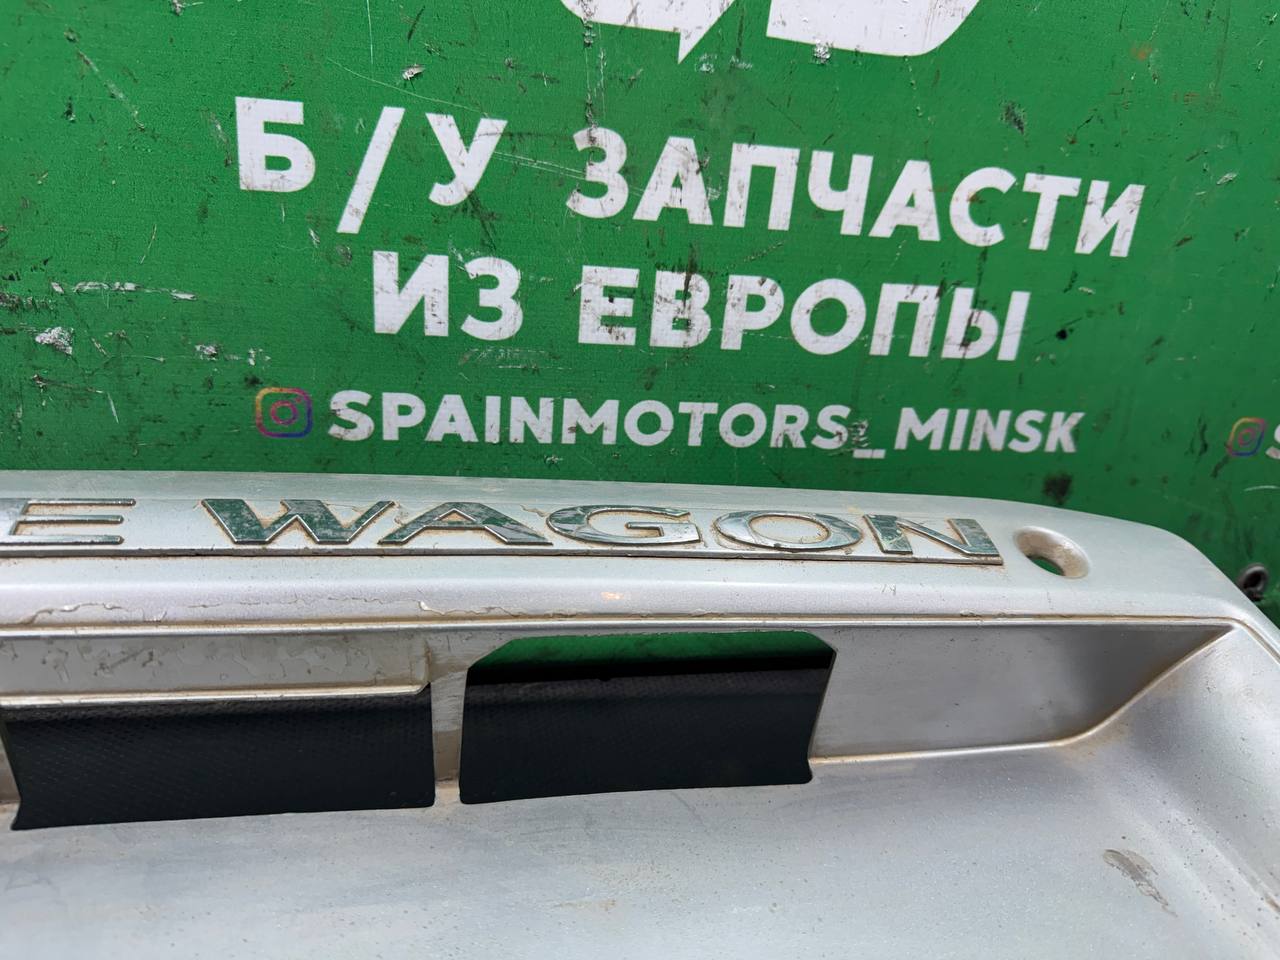 Б/У ЗАПЧАСТИ
ИЗ ЕВРОПЫ
SPAINMOTORS_MINSK
E WAGON